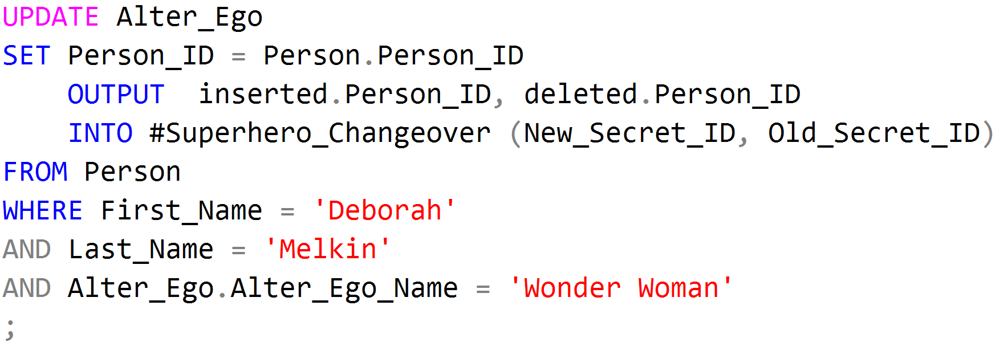 UPDATE Alter_Ego
SET Person_ID = Person.Person_ID
    OUTPUT  inserted.Person_ID, deleted.Person_ID
    INTO #Superhero_Changeover (New_Secret_ID, Old_Secret_ID)
FROM Person
WHERE First_Name = 'Deborah'
AND Last_Name = 'Melkin'
AND Alter_Ego.Alter_Ego_Name = 'Wonder Woman'
;